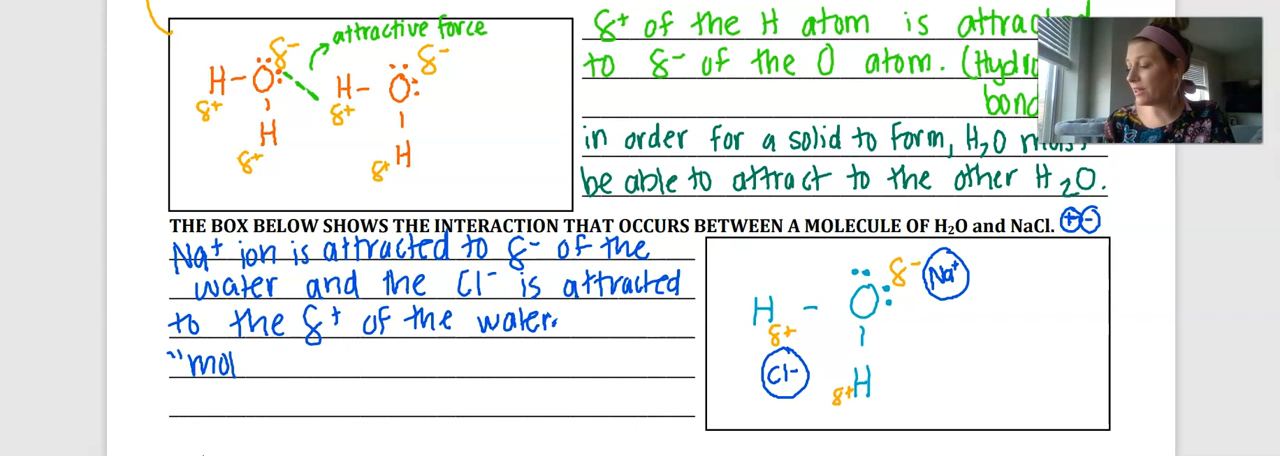 attractive force
δ-
δ-
H-O:
H-O:
δ+
δ+
H
H
δ+
δ+
δ+ of the H atom is attracted
to δ- of the O atom. (Hydro
bond
in order for a solid to form, H2O must
be able to attract to the other H2O.
THE BOX BELOW SHOWS THE INTERACTION THAT OCCURS BETWEEN A MOLECULE OF H₂O and NaCl. + -
Na+ ion is attracted to δ- of the
water and the Cl- is attracted
to the δ+ of the water.
"mol
δ- Na+
H - O:
δ+
Cl-
δ+H